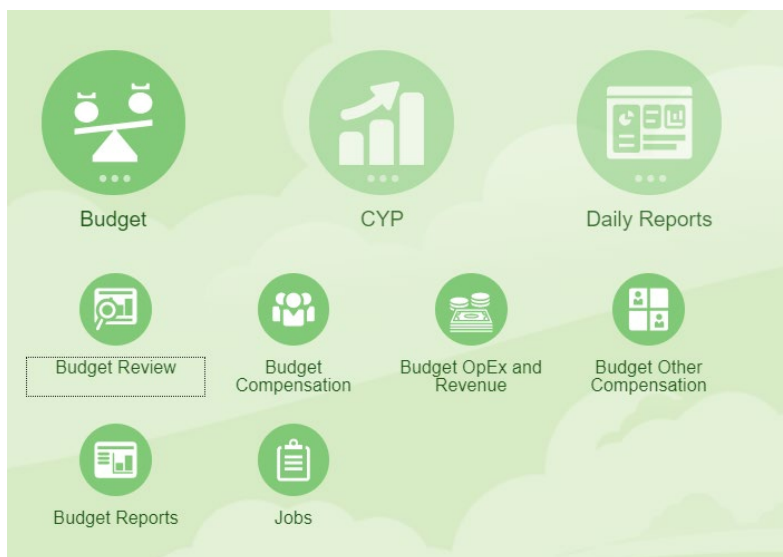 Budget
CYP
Daily Reports
Budget Review
Budget
Compensation
Budget OpEx and
Revenue
Budget Other
Compensation
Budget Reports
Jobs